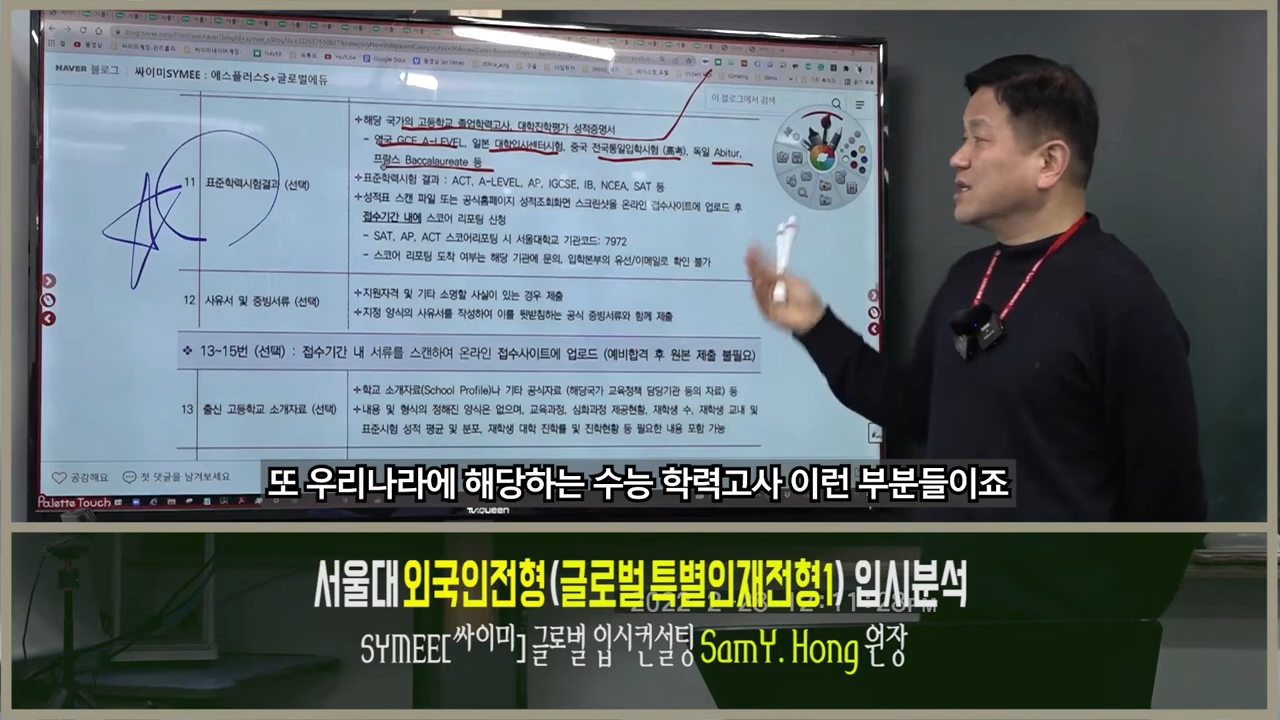 NAVER 블로그 싸이미SYMEE : 에스플러스S+글로벌에듀
이 블로그에서 검색
11 표준학력시험결과 (선택)
✢해당 국가의 고등학교 졸업학력고사, 대학진학평가 성적증명서
- 영국 GCE A-LEVEL, 일본 대학입시센터시험, 중국 전국통일입학시험 (高考), 독일 Abitur,
프랑스 Baccalaureate 등
✢표준학력시험 결과 : ACT, A-LEVEL, AP, IGCSE, IB, NCEA, SAT 등
✢성적표 스캔 파일 또는 공식홈페이지 성적조회화면 스크린샷을 온라인 접수사이트에 업로드 후
접수기간 내에 스코어 리포팅 신청
- SAT, AP, ACT 스코어리포팅 시 서울대학교 기관코드: 7972
- 스코어 리포팅 도착 여부는 해당 기관에 문의, 입학본부의 유선/이메일로 확인 불가
12 사유서 및 증빙서류 (선택)
✢지원자격 및 기타 소명할 사실이 있는 경우 제출
✢지정 양식의 사유서를 작성하여 이를 뒷받침하는 공식 증빙서류와 함께 제출
❖ 13~15번 (선택) : 접수기간 내 서류를 스캔하여 온라인 접수사이트에 업로드 (예비합격 후 원본 제출 불필요)
13 출신 고등학교 소개자료 (선택)
✢학교 소개자료(School Profile)나 기타 공식자료 (해당국가 교육정책 담당기관 등의 자료) 등
✢내용 및 형식의 정해진 양식은 없으며, 교육과정, 심화과정 제공현황, 재학생 수, 재학생 교내 및
표준시험 성적 평균 및 분포, 재학생 대학 진학률 및 진학현황 등 필요한 내용 포함 가능
공감해요 첫 댓글을 남겨보세요
또 우리나라에 해당하는 수능 학력고사 이런 부분들이죠
Palette Touch
서울대 외국인전형 (글로벌 특별인재전형1) 입시분석
2022 2 28 12:11:28PM
SYMEE[싸이미] 글로벌 입시컨설팅 Sam Y. Hong 원장